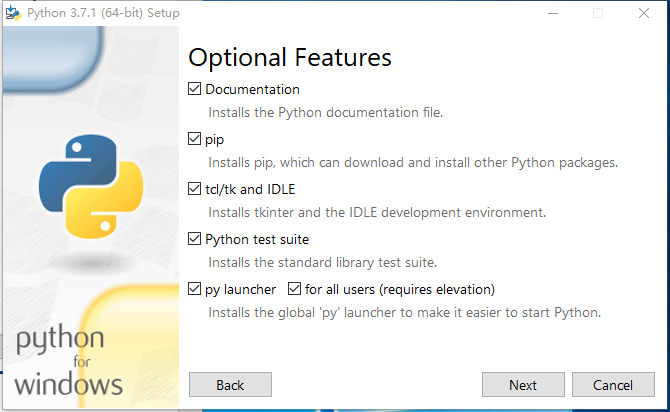 Python 3.7.1 (64-bit) Setup
Optional Features
Documentation
Installs the Python documentation file.
pip
Installs pip, which can download and install other Python packages.
tcl/tk and IDLE
Installs tkinter and the IDLE development environment.
Python test suite
Installs the standard library test suite.
py launcher for all users (requires elevation)
Installs the global 'py' launcher to make it easier to start Python.
python
for
windows
Back Next Cancel